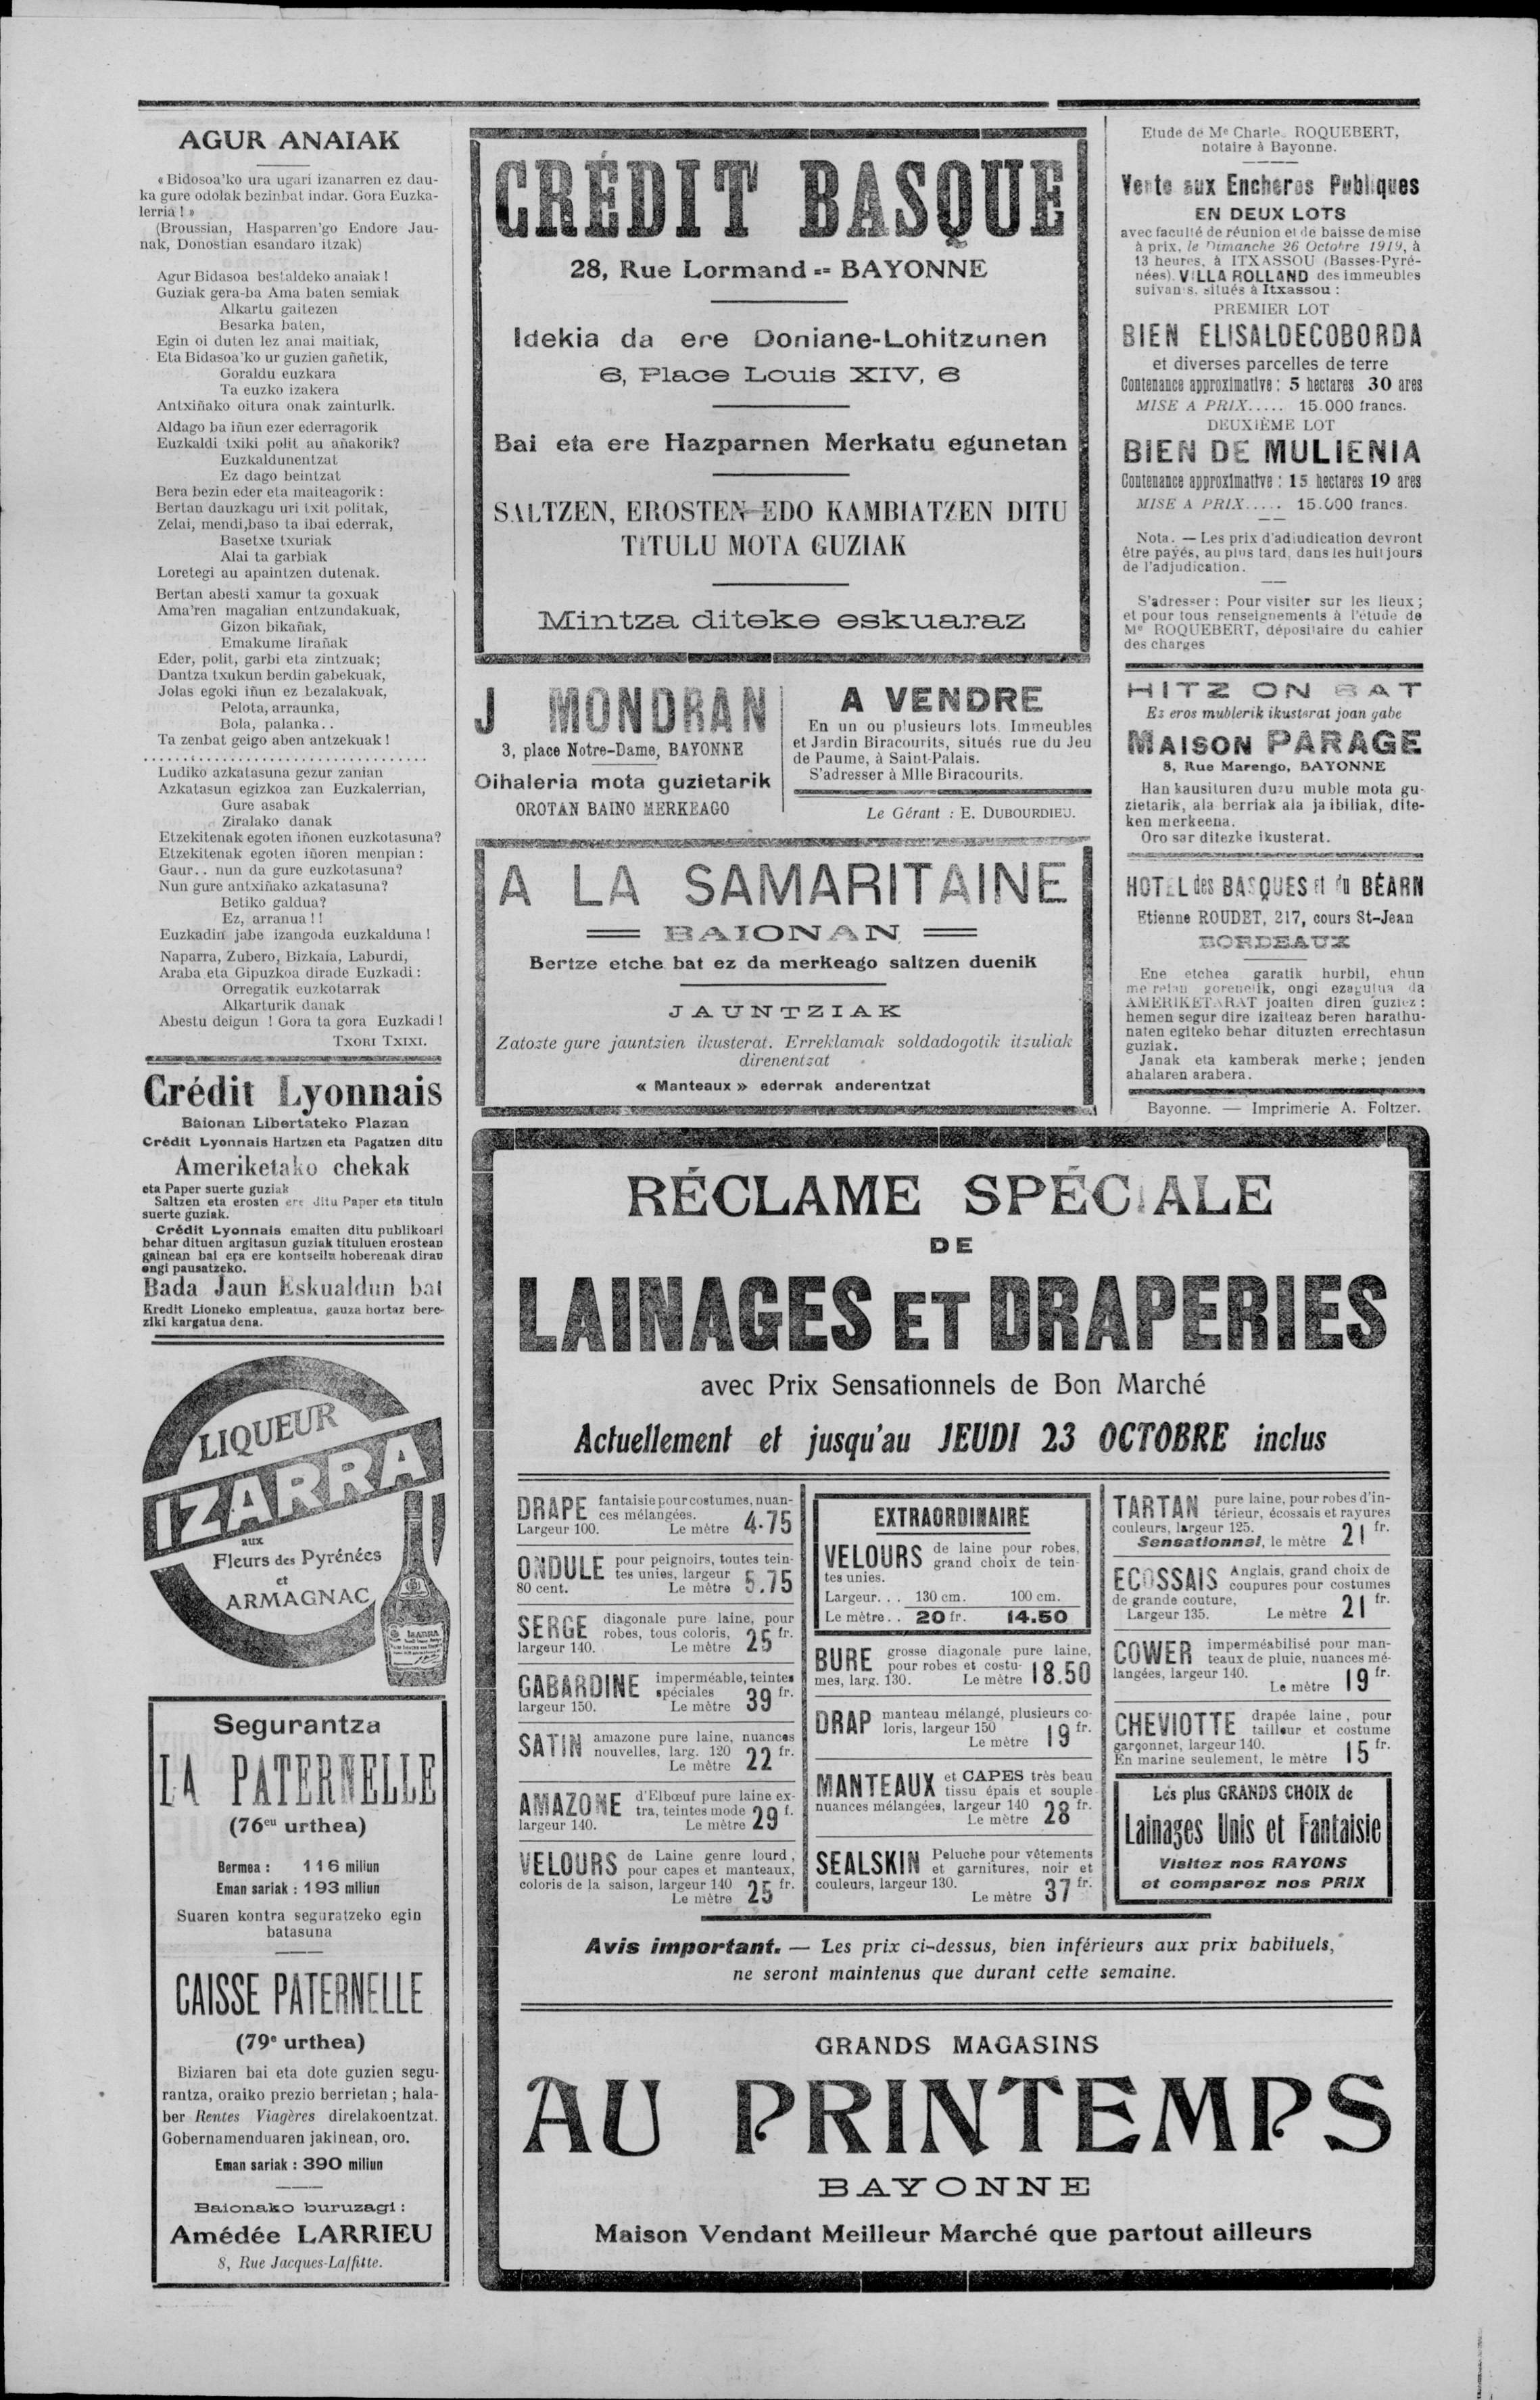 AGUR ANAIAK
« Bidosoa'ko ura ugari izanarren ez dau-
ka gure odolak bezinbat indar. Gora Euzka-
lerria ! »
(Broussian, Hasparren'go Endore Jau-
nak, Donostian esandaro itzak)
Agur Bidasoa bestaldeko anaiak !
Guziak gera-ba Ama baten semiak
Alkartu gaitezen
Besarka baten,
Egin oi duten lez anai maitiak,
Eta Bidasoa'ko ur guzien gañetik,
Goraldu euzkara
Ta euzko izakera
Antxiñako oitura onak zainturik.
Aldago ba iñun ezer ederragorik
Euzkaldi txiki polit au añakorik?
Euzkaldunentzat
Ez dago beintzat
Bera bezin eder eta maiteagorik :
Bertan dauzkagu uri txit politak,
Zelai, mendi,baso ta ibai ederrak,
Basetxe txuriak
Alai ta garbiak
Loretegi au apaintzen dutenak.
Bertan abesti xamur ta goxuak
Ama'ren magalian entzundakuak,
Gizon bikañak,
Emakume lirañak
Eder, polit, garbi eta zintzuak;
Dantza txukun berdin gabekuak,
Jolas egoki iñun ez bezalakuak,
Pelota, arraunka,
Bola, palanka. .
Ta zenbat geigo aben antzekuak !
. . . . . . . . . . . . . . . . . . . . . . . . . . . . . . . .
Ludiko azkatasuna gezur zanian
Azkatasun egizkoa zan Euzkalerrian,
Gure asabak
Ziralako danak
Etzekitenak egoten iñonen euzkotasuna?
Etzekitenak egoten iñoren menpian :
Gaur. . nun da gure euzkotasuna?
Nun gure antxiñako azkatasuna?
Betiko galdua?
Ez, arranua ! !
Euzkadin jabe izangoda euzkalduna !
Naparra, Zubero, Bizkaia, Laburdi,
Araba eta Gipuzkoa dirade Euzkadi :
Orregatik euzkotarrak
Alkarturik danak
Abestu deigun ! Gora ta gora Euzkadi !
TXORI TXIXI.
Crédit Lyonnais
Baionan Libertateko Plazan
Crédit Lyonnais Hartzen eta Pagatzen ditu
Ameriketako chekak
eta Paper suerte guziak
Saltzen eta erosten ere ditu Paper eta titulu
suerte guziak.
Crédit Lyonnais emaiten ditu publikoari
behar dituen argitasun guziak tituluen erostean
gainean bai era ere kontseilu hoberenak dirau
ongi pausatzeko.
Bada Jaun Eskualdun bat
Kredit Lioneko empleatua, gauza hortaz bere-
ziki kargatua dena.
LIQUEUR
IZARRA
aux
Fleurs des Pyrénées
et
ARMAGNAC
IZARRA
Segurantza
LA PATERNELLE
(76eu urthea)
Bermea : 116 miliun
Eman sariak : 193 miliun
Suaren kontra seguratzeko egin
batasuna
CAISSE PATERNELLE
(79e urthea)
Biziaren bai eta dote guzien segu-
rantza, oraiko prezio berrietan ; hala-
ber Rentes Viagères direlakoentzat.
Gobernamenduaren jakinean, oro.
Eman sariak : 390 miliun
Baionako buruzagi :
Amédée LARRIEU
8, Rue Jacques-Laffitte.
CRÉDIT BASQUE
28, Rue Lormand -- BAYONNE
Idekia da ere Doniane-Lohitzunen
6, Place Louis XIV, 6
Bai eta ere Hazparnen Merkatu egunetan
SALTZEN, EROSTEN EDO KAMBIATZEN DITU
TITULU MOTA GUZIAK
Mintza diteke eskuaraz
J MONDRAN
3, place Notre-Dame, BAYONNE
Oihaleria mota guzietarik
OROTAN BAINO MERKEAGO
A VENDRE
En un ou plusieurs lots, Immeubles
et Jardin Biracourits, situés rue du Jeu
de Paume, à Saint-Palais.
S'adresser à Mlle Biracourits.
Le Gérant : E. DUBOURDIEU.
A LA SAMARITAINE
BAIONAN
Bertze etche bat ez da merkeago saltzen duenik
JAUNTZIAK
Zatozte gure jauntzien ikusterat. Erreklamak soldadogotik itzuliak
direnentzat
« Manteaux » ederrak anderentzat
Etude de Me Charles ROQUEBERT,
notaire à Bayonne.
Vente aux Enchères Publiques
EN DEUX LOTS
avec faculté de réunion et de baisse de mise
à prix, le Dimanche 26 Octobre 1919, à
13 heures, à ITXASSOU (Basses-Pyré-
nées), VILLA ROLLAND des immeubles
suivants, situés à Itxassou :
PREMIER LOT
BIEN ELISALDECOBORDA
et diverses parcelles de terre
Contenance approximative : 5 hectares 30 ares
MISE A PRIX..... 15.000 francs.
DEUXIÈME LOT
BIEN DE MULIENIA
Contenance approximative : 15 hectares 19 ares
MISE A PRIX..... 15.000 francs.
Nota. — Les prix d'adjudication devront
être payés, au plus tard, dans les huit jours
de l'adjudication.
S'adresser : Pour visiter sur les lieux ;
et pour tous renseignements à l'étude de
Me ROQUEBERT, dépositaire du cahier
des charges
HITZ ON BAT
Ez eros mublerik ikusterat joan gabe
MAISON PARAGE
8, Rue Marengo, BAYONNE
Han kausituren duzu muble mota gu-
zietarik, ala berriak ala ja ibiliak, dite-
ken merkeena.
Oro sar ditezke ikusterat.
HOTEL des BASQUES et du BÉARN
Etienne ROUDET, 217, cours St-Jean
BORDEAUX
Ene etchea garatik hurbil, ehun
metretan gorenetik, ongi ezagutua da
AMERIKETARAT joaiten diren guziez :
hemen segur dire izaiteaz beren harathu-
naten egiteko behar dituzten errechtasun
guziak.
Janak eta kamberak merke ; jenden
ahalaren arabera.
Bayonne. — Imprimerie A. Foltzer.
RÉCLAME SPÉCIALE
DE
LAINAGES ET DRAPERIES
avec Prix Sensationnels de Bon Marché
Actuellement et jusqu'au JEUDI 23 OCTOBRE inclus
DRAPE fantaisie pour costumes, nuan-
ces mélangées.
Largeur 100. Le mètre 4.75
ONDULE pour peignoirs, toutes tein-
tes unies, largeur
80 cent. Le mètre 5.75
SERGE diagonale pure laine, pour
robes, tous coloris,
largeur 140. Le mètre 25 fr.
GABARDINE imperméable, teintes
spéciales
largeur 150. Le mètre 39 fr.
SATIN amazone pure laine, nuances
nouvelles, larg. 120
Le mètre 22 fr.
AMAZONE d'Elbœuf pure laine ex-
tra, teintes mode
largeur 140. Le mètre 29 f.
VELOURS de Laine genre lourd,
pour capes et manteaux,
coloris de la saison, largeur 140
Le mètre 25 fr.
EXTRAORDINAIRE
VELOURS de laine pour robes,
grand choix de tein-
tes unies.
Largeur. . . 130 cm. 100 cm.
Le mètre. . 20 fr. 14.50
BURE grosse diagonale pure laine,
pour robes et costu-
mes, larg. 130. Le mètre 18.50
DRAP manteau mélangé, plusieurs co-
loris, largeur 150
Le mètre 19 fr.
MANTEAUX et CAPES très beau
tissu épais et souple
nuances mélangées, largeur 140
Le mètre 28 fr.
SEALSKIN Peluche pour vêtements
et garnitures, noir et
couleurs, largeur 130.
Le mètre 37 fr.
TARTAN pure laine, pour robes d'in-
térieur, écossais et rayures
couleurs, largeur 125.
Sensationnel, le mètre 21 fr.
ECOSSAIS Anglais, grand choix de
coupures pour costumes
de grande couture,
Largeur 135. Le mètre 21 fr.
COWER imperméabilisé pour man-
teaux de pluie, nuances mé-
langées, largeur 140.
Le mètre 19 fr.
CHEVIOTTE drapée laine, pour
tailleur et costume
garçonnet, largeur 140.
En marine seulement, le mètre 15 fr.
Les plus GRANDS CHOIX de
Lainages Unis et Fantaisie
Visitez nos RAYONS
et comparez nos PRIX
Avis important. — Les prix ci-dessus, bien inférieurs aux prix habituels,
ne seront maintenus que durant cette semaine.
GRANDS MAGASINS
AU PRINTEMPS
BAYONNE
Maison Vendant Meilleur Marché que partout ailleurs